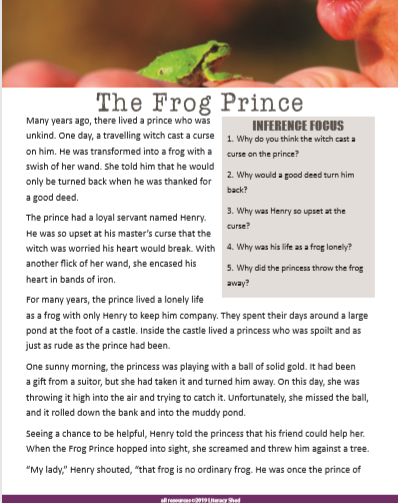 The Frog Prince
Many years ago, there lived a prince who was
unkind. One day, a travelling witch cast a curse
on him. He was transformed into a frog with a
swish of her wand. She told him that he would
only be turned back when he was thanked for
a good deed.
The prince had a loyal servant named Henry.
He was so upset at his master's curse that the
witch was worried his heart would break. With
another flick of her wand, she encased his
heart in bands of iron.
For many years, the prince lived a lonely life
as a frog with only Henry to keep him company. They spent their days around a large
pond at the foot of a castle. Inside the castle lived a princess who was spoilt and as
just as rude as the prince had been.
One sunny morning, the princess was playing with a ball of solid gold. It had been
a gift from a suitor, but she had taken it and turned him away. On this day, she was
throwing it high into the air and trying to catch it. Unfortunately, she missed the ball,
and it rolled down the bank and into the muddy pond.
Seeing a chance to be helpful, Henry told the princess that his friend could help her.
When the Frog Prince hopped into sight, she screamed and threw him against a tree.
“My lady,” Henry shouted, “that frog is no ordinary frog. He was once the prince of
INFERENCE FOCUS
1. Why do you think the witch cast a
curse on the prince?
2. Why would a good deed turn him
back?
3. Why was Henry so upset at the
curse?
4. Why was his life as a frog lonely?
5. Why did the princess throw the frog
away?
all resources©2019 Literacy Shed